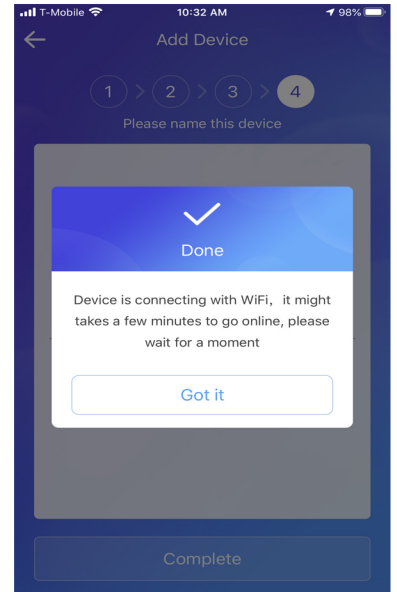 T-Mobile 10:32 AM 98%
Add Device
1 > 2 > 3 > 4
Please name this device
Done
Device is connecting with WiFi, it might
takes a few minutes to go online, please
wait for a moment
Got it
Complete